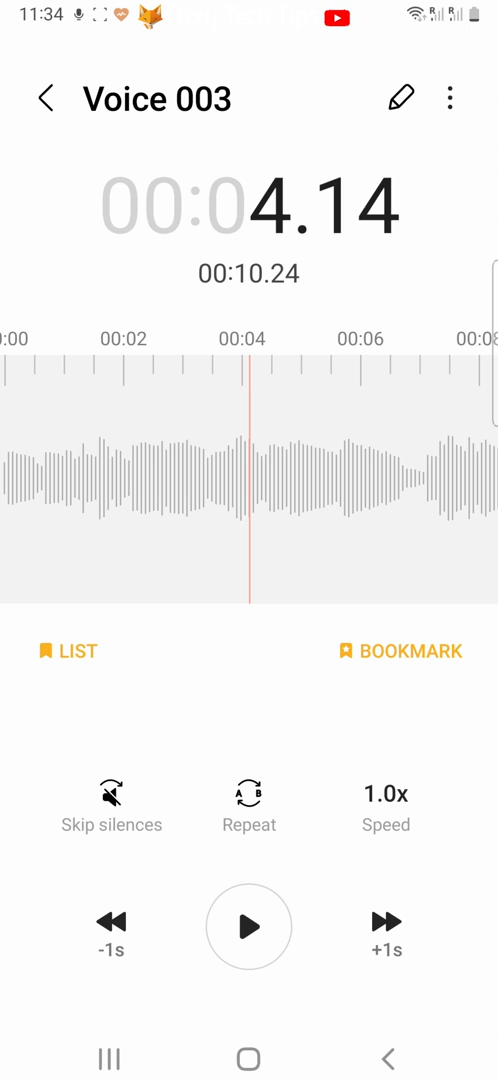 11:34
Voice 003
00:04.14
00:10.24
0:00 00:02 00:04 00:06 00:08
LIST BOOKMARK
A B 1.0x
Skip silences Repeat Speed
-1s +1s